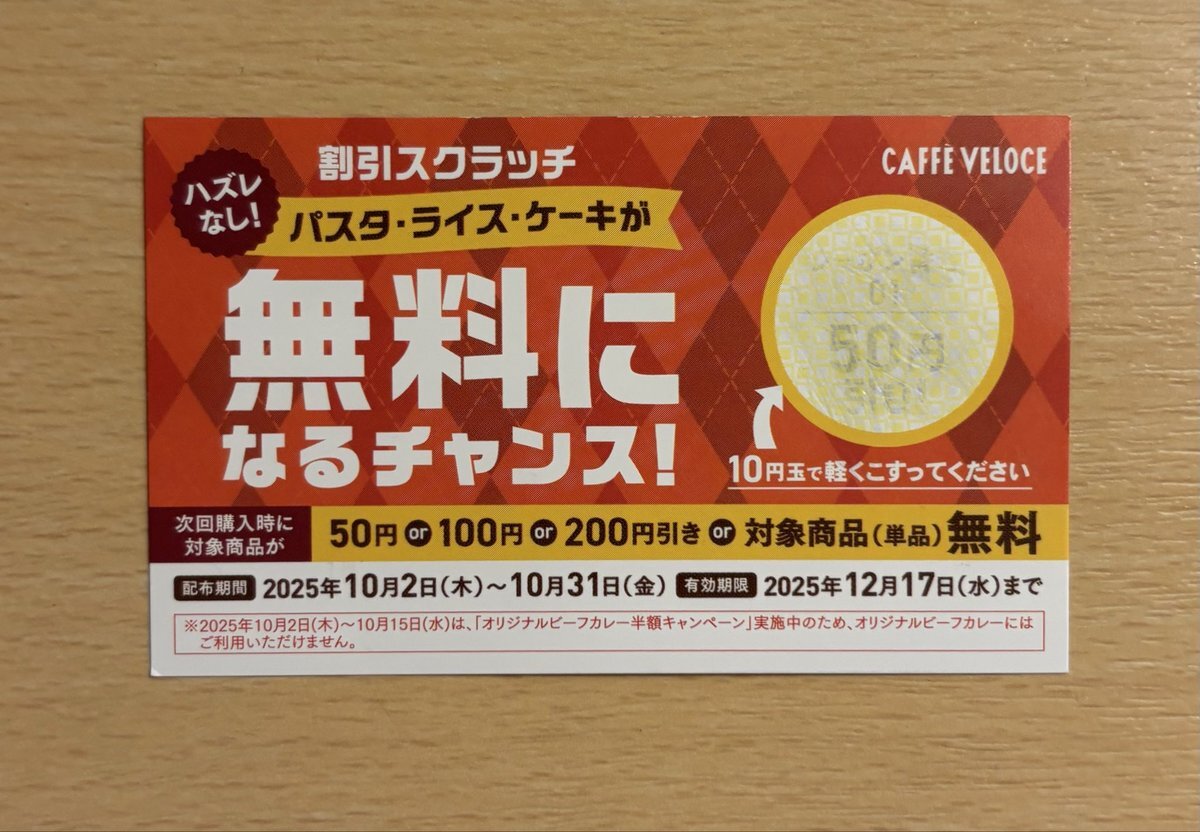 ハズレ
なし!
割引スクラッチ
パスタ・ライス・ケーキが
無料に
なるチャンス!
CAFFÈ VELOCE
01
50円
10円玉で軽くこすってください
次回購入時に
対象商品が
50円 or 100円 or 200円引き or 対象商品(単品)無料
配布期間 2025年10月2日(木)~10月31日(金) 有効期限 2025年12月17日(水)まで
※2025年10月2日(木)~10月15日(水)は、「オリジナルビーフカレー半額キャンペーン」実施中のため、オリジナルビーフカレーには
ご利用いただけません。